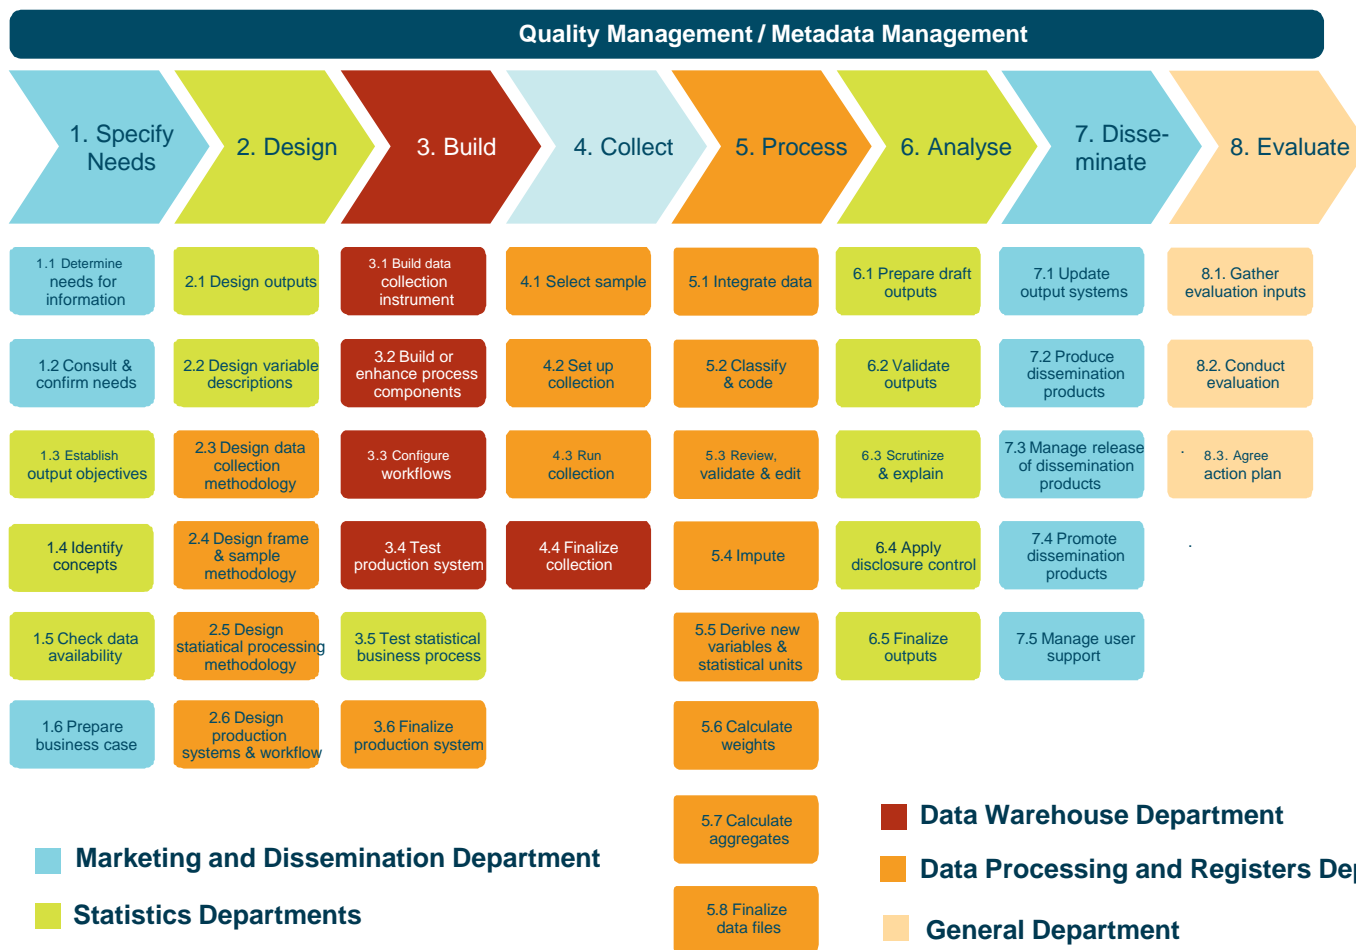 Quality Management / Metadata Management
1. Specify
Needs
2. Design
3. Build
4. Collect
5. Process
6. Analyse
7. Disse-
minate
8. Evaluate
1.1 Determine
needs for
information
1.2 Consult &
confirm needs
1.3 Establish
output objectives
1.4 Identify
concepts
1.5 Check data
availability
1.6 Prepare
business case
2.1 Design outputs
2.2 Design variable
descriptions
2.3 Design data
collection
methodology
2.4 Design frame
& sample
methodology
2.5 Design
statiatical processing
methodology
2.6 Design
production
systems & workflow
3.1 Build data
collection
instrument
3.2 Build or
enhance process
components
3.3 Configure
workflows
3.4 Test
production system
3.5 Test statistical
business process
3.6 Finalize
production system
4.1 Select sample
4.2 Set up
collection
4.3 Run
collection
4.4 Finalize
collection
5.1 Integrate data
5.2 Classify
& code
5.3 Review,
validate & edit
5.4 Impute
5.5 Derive new
variables &
statistical units
5.6 Calculate
weights
5.7 Calculate
aggregates
5.8 Finalize
data files
6.1 Prepare draft
outputs
6.2 Validate
outputs
6.3 Scrutinize
& explain
6.4 Apply
disclosure control
6.5 Finalize
outputs
7.1 Update
output systems
7.2 Produce
dissemination
products
7.3 Manage release
of dissemination
products
7.4 Promote
dissemination
products
7.5 Manage user
support
8.1. Gather
evaluation inputs
8.2. Conduct
evaluation
8.3. Agree
action plan
Marketing and Dissemination Department
Statistics Departments
Data Warehouse Department
Data Processing and Registers Dep
General Department